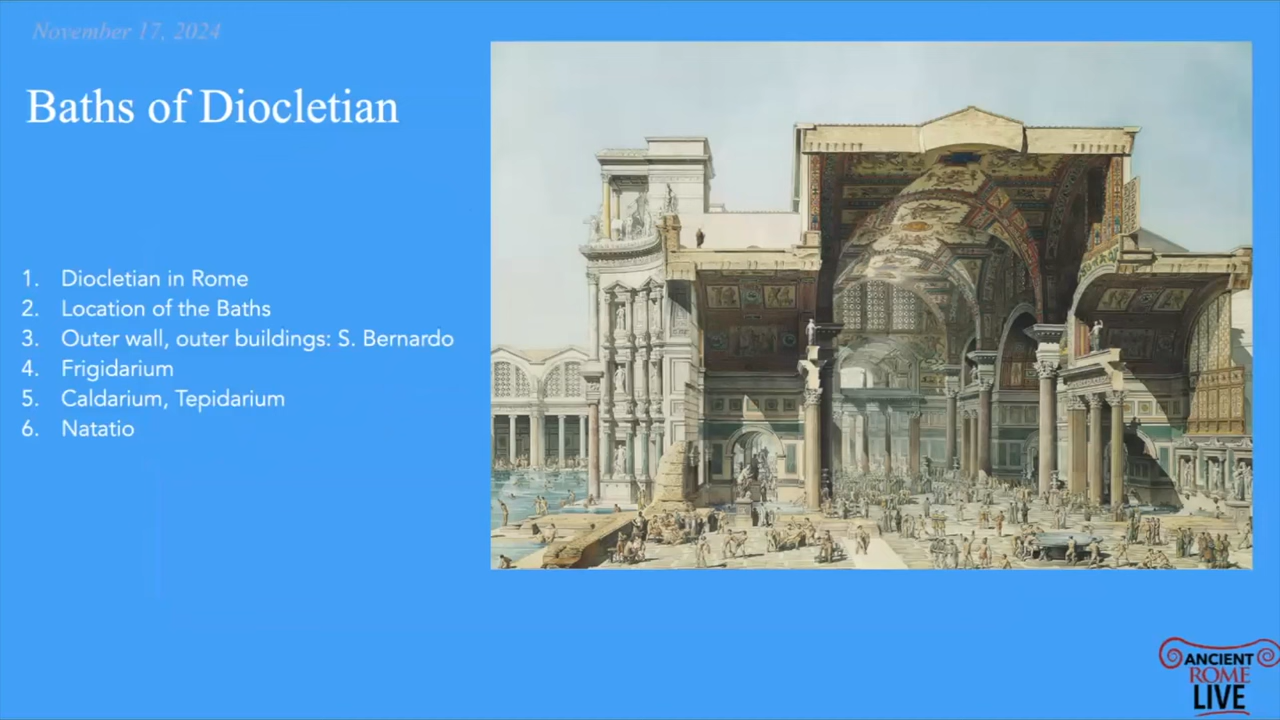 November 17, 2024
Baths of Diocletian
1. Diocletian in Rome
2. Location of the Baths
3. Outer wall, outer buildings: S. Bernardo
4. Frigidarium
5. Caldarium, Tepidarium
6. Natatio
ANCIENT
ROME
LIVE